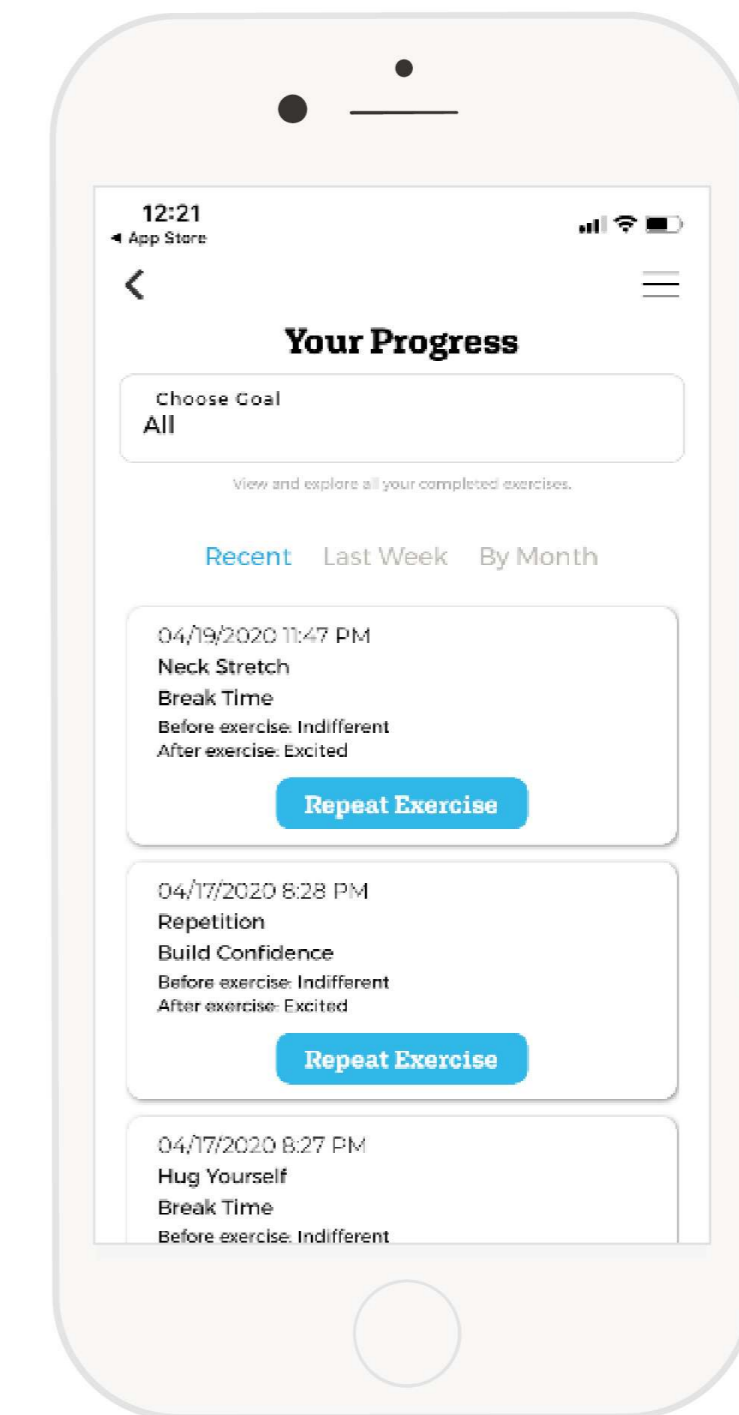 12:21
◀ App Store
Your Progress
Choose Goal
All
View and explore all your completed exercises.
Recent Last Week By Month
04/19/2020 11:47 PM
Neck Stretch
Break Time
Before exercise: Indifferent
After exercise: Excited
Repeat Exercise
04/17/2020 8:28 PM
Repetition
Build Confidence
Before exercise: Indifferent
After exercise: Excited
Repeat Exercise
04/17/2020 8:27 PM
Hug Yourself
Break Time
Before exercise: Indifferent